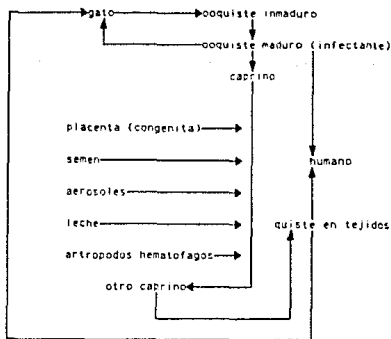 gato
ooquiste inmaduro
ooquiste maduro (infectante)
caprino
placenta (congenita)
semen
humano
aerosoles
leche
quiste en tejidos
artropodos hematofagos
otro caprino